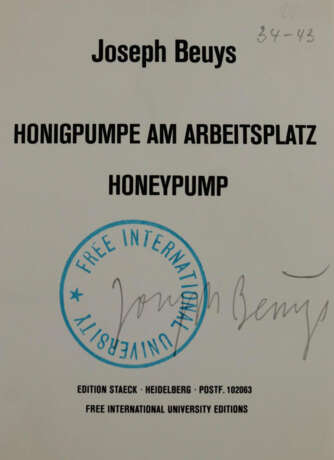 34-43
Joseph Beuys
HONIGPUMPE AM ARBEITSPLATZ
HONEYPUMP
FREE INTERNATIONAL UNIVERSITY ★
Joseph Beuys
EDITION STAECK · HEIDELBERG · POSTF. 102063
FREE INTERNATIONAL UNIVERSITY EDITIONS